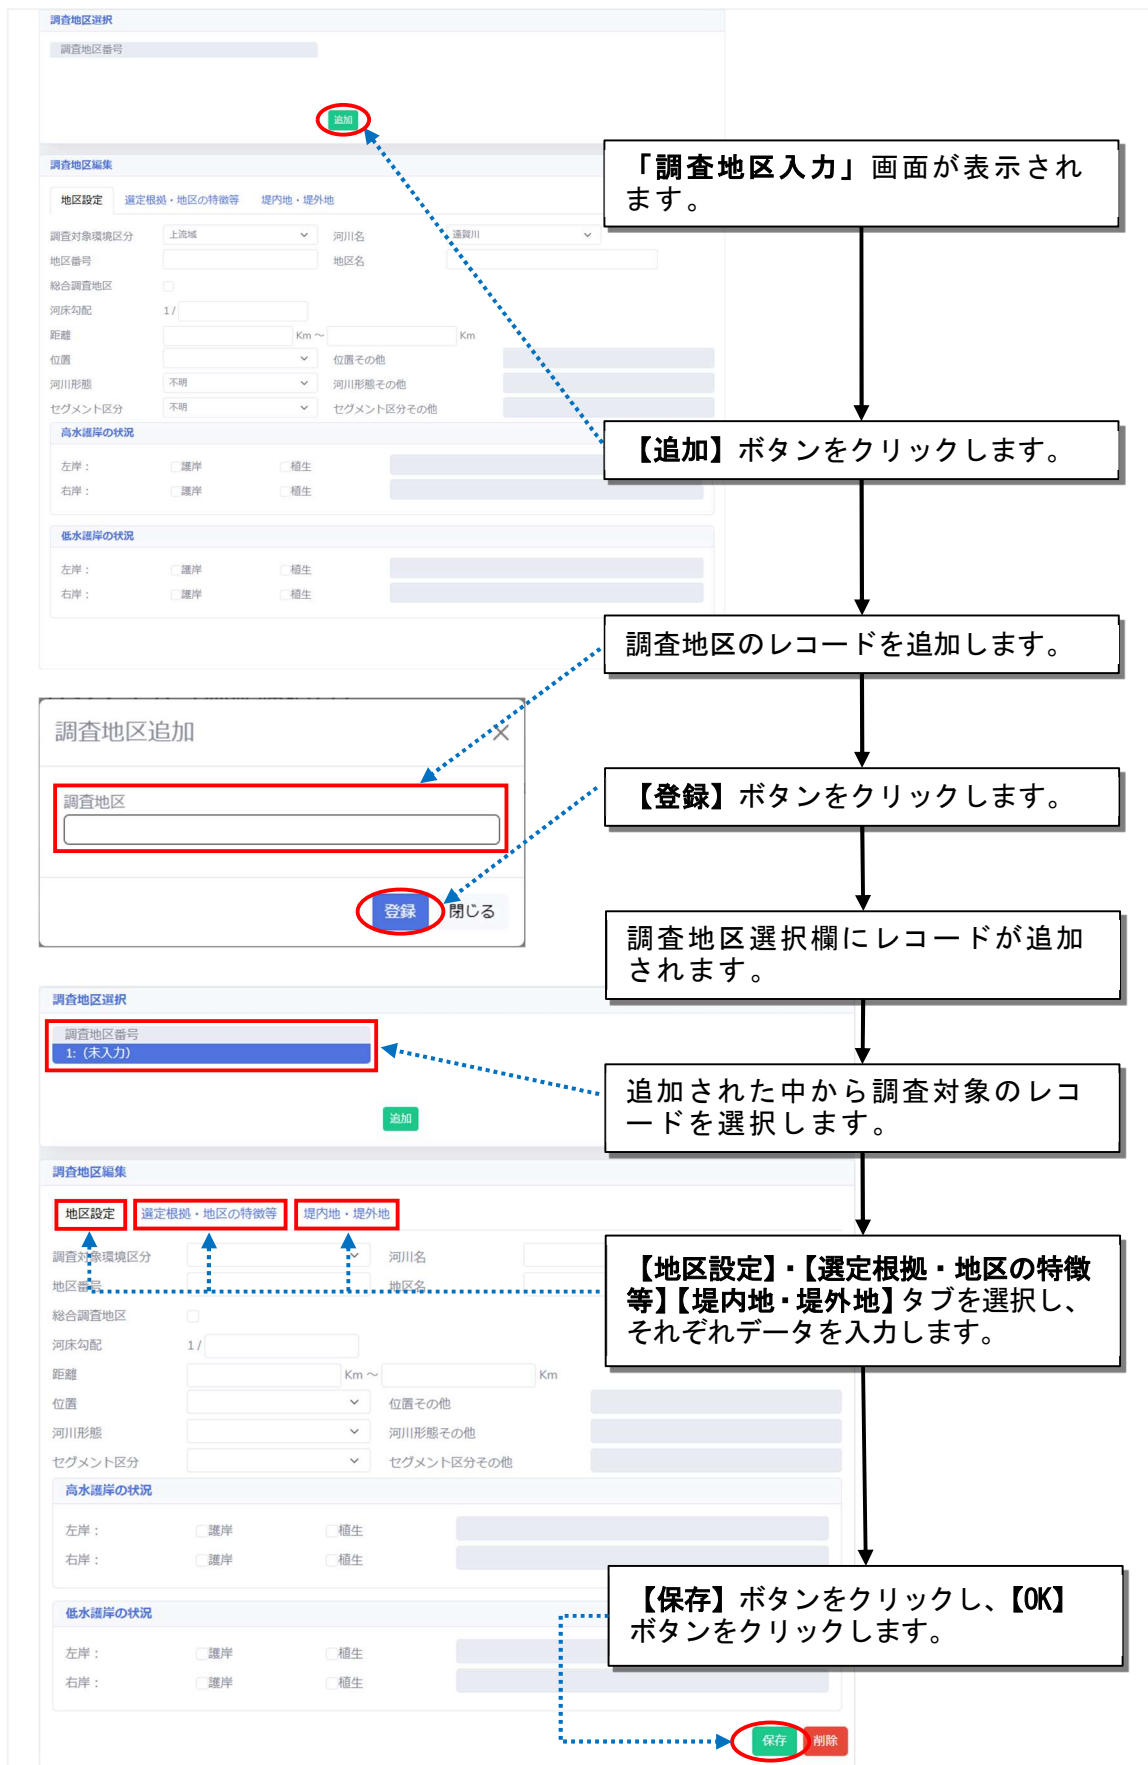 調査地区選択
調査地区番号
追加
調査地区編集
地区設定 選定根拠・地区の特徴等 堤内地・堤外地
調査対象環境区分 上流域 河川名 遠賀川
地区番号 地区名
総合調査地区
河床勾配 1/
距離 Km～ Km
位置 位置その他
河川形態 不明 河川形態その他
セグメント区分 不明 セグメント区分その他
高水護岸の状況
左岸： 護岸 植生
右岸： 護岸 植生
低水護岸の状況
左岸： 護岸 植生
右岸： 護岸 植生
「調査地区入力」画面が表示され
ます。
【追加】ボタンをクリックします。
調査地区のレコードを追加します。
調査地区追加
調査地区
登録 閉じる
【登録】ボタンをクリックします。
調査地区選択欄にレコードが追加
されます。
調査地区選択
調査地区番号
1: (未入力)
追加
追加された中から調査対象のレコ
ードを選択します。
調査地区編集
地区設定 選定根拠・地区の特徴等 堤内地・堤外地
調査対象環境区分 河川名
地区番号 地区名
総合調査地区
河床勾配 1/
距離 Km～ Km
位置 位置その他
河川形態 河川形態その他
セグメント区分 セグメント区分その他
高水護岸の状況
左岸： 護岸 植生
右岸： 護岸 植生
低水護岸の状況
左岸： 護岸 植生
右岸： 護岸 植生
保存 削除
【地区設定】・【選定根拠・地区の特徴
等】【堤内地・堤外地】タブを選択し、
それぞれデータを入力します。
【保存】ボタンをクリックし、【OK】
ボタンをクリックします。